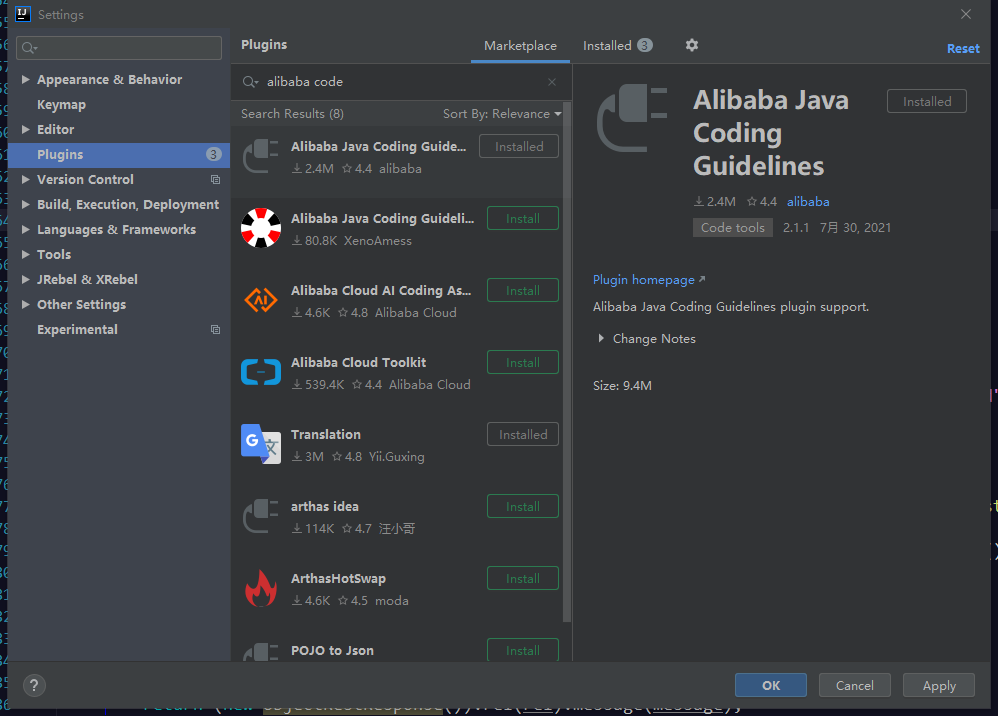 Settings
Appearance & Behavior
Keymap
Editor
Plugins 3
Version Control
Build, Execution, Deployment
Languages & Frameworks
Tools
JRebel & XRebel
Other Settings
Experimental
Plugins
Marketplace
Installed 3
Reset
alibaba code
Search Results (8)
Sort By: Relevance
Alibaba Java Coding Guide...
Installed
2.4M 4.4 alibaba
Alibaba Java Coding Guideli...
Install
80.8K XenoAmess
Alibaba Cloud AI Coding As...
Install
4.6K 4.8 Alibaba Cloud
Alibaba Cloud Toolkit
Install
539.4K 4.4 Alibaba Cloud
Translation
Installed
3M 4.8 Yii.Guxing
arthas idea
Install
114K 4.7 汪小哥
ArthasHotSwap
Install
4.6K 4.5 moda
POJO to Json
Install
Alibaba Java
Coding
Guidelines
Installed
2.4M 4.4 alibaba
Code tools 2.1.1 7月 30, 2021
Plugin homepage
Alibaba Java Coding Guidelines plugin support.
Change Notes
Size: 9.4M
?
OK
Cancel
Apply